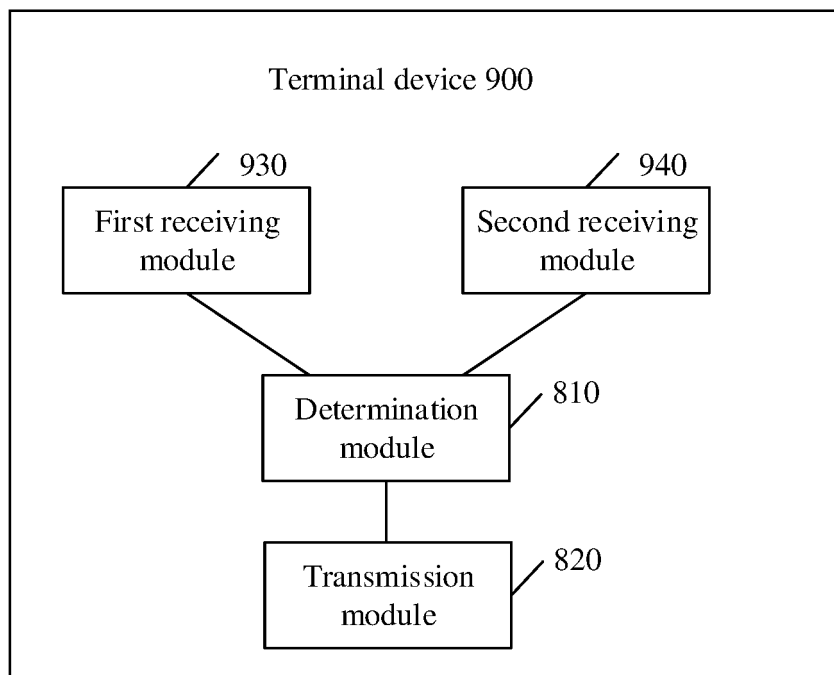 Terminal device 900
930
940
First receiving
module
Second receiving
module
810
Determination
module
820
Transmission
module